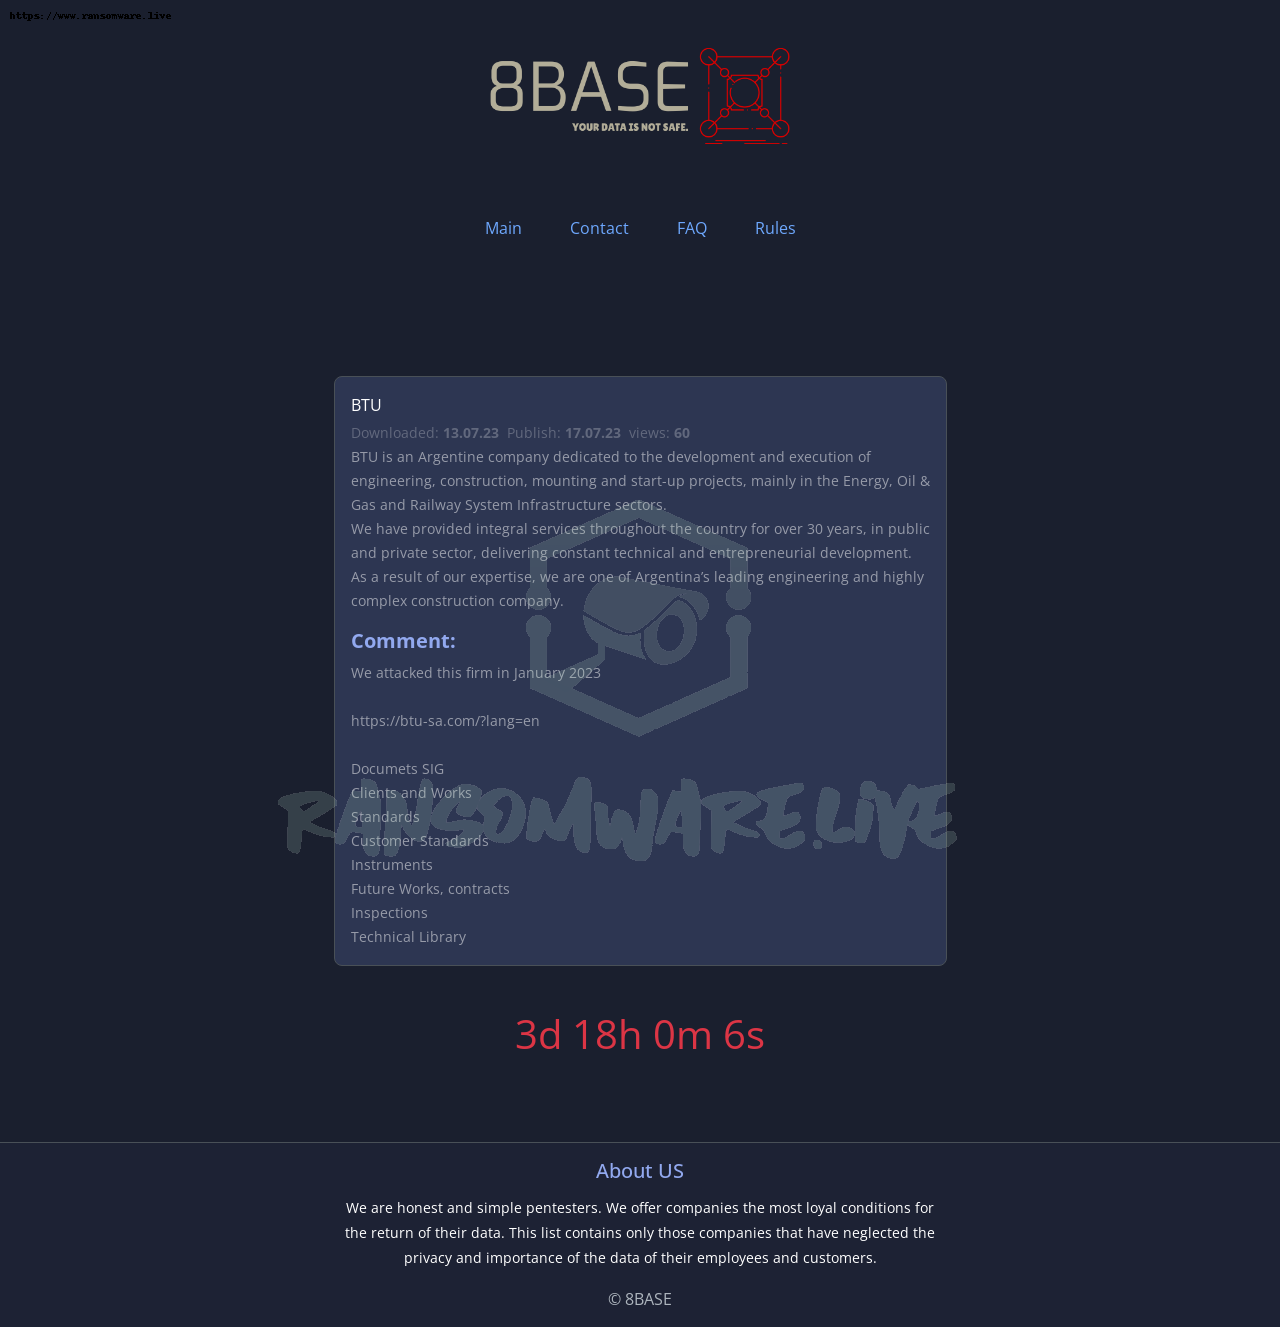 https://www.ransomware.live
8BASE
YOUR DATA IS NOT SAFE.
Main Contact FAQ Rules
BTU
Downloaded: 13.07.23 Publish: 17.07.23 views: 60
BTU is an Argentine company dedicated to the development and execution of
engineering, construction, mounting and start-up projects, mainly in the Energy, Oil &
Gas and Railway System Infrastructure sectors.
We have provided integral services throughout the country for over 30 years, in public
and private sector, delivering constant technical and entrepreneurial development.
As a result of our expertise, we are one of Argentina’s leading engineering and highly
complex construction company.
Comment:
We attacked this firm in January 2023
https://btu-sa.com/?lang=en
Documets SIG
Clients and Works
RANSOMWARE.LIVE
Standards
Customer Standards
Instruments
Future Works, contracts
Inspections
Technical Library
3d 18h 0m 6s
About US
We are honest and simple pentesters. We offer companies the most loyal conditions for
the return of their data. This list contains only those companies that have neglected the
privacy and importance of the data of their employees and customers.
© 8BASE